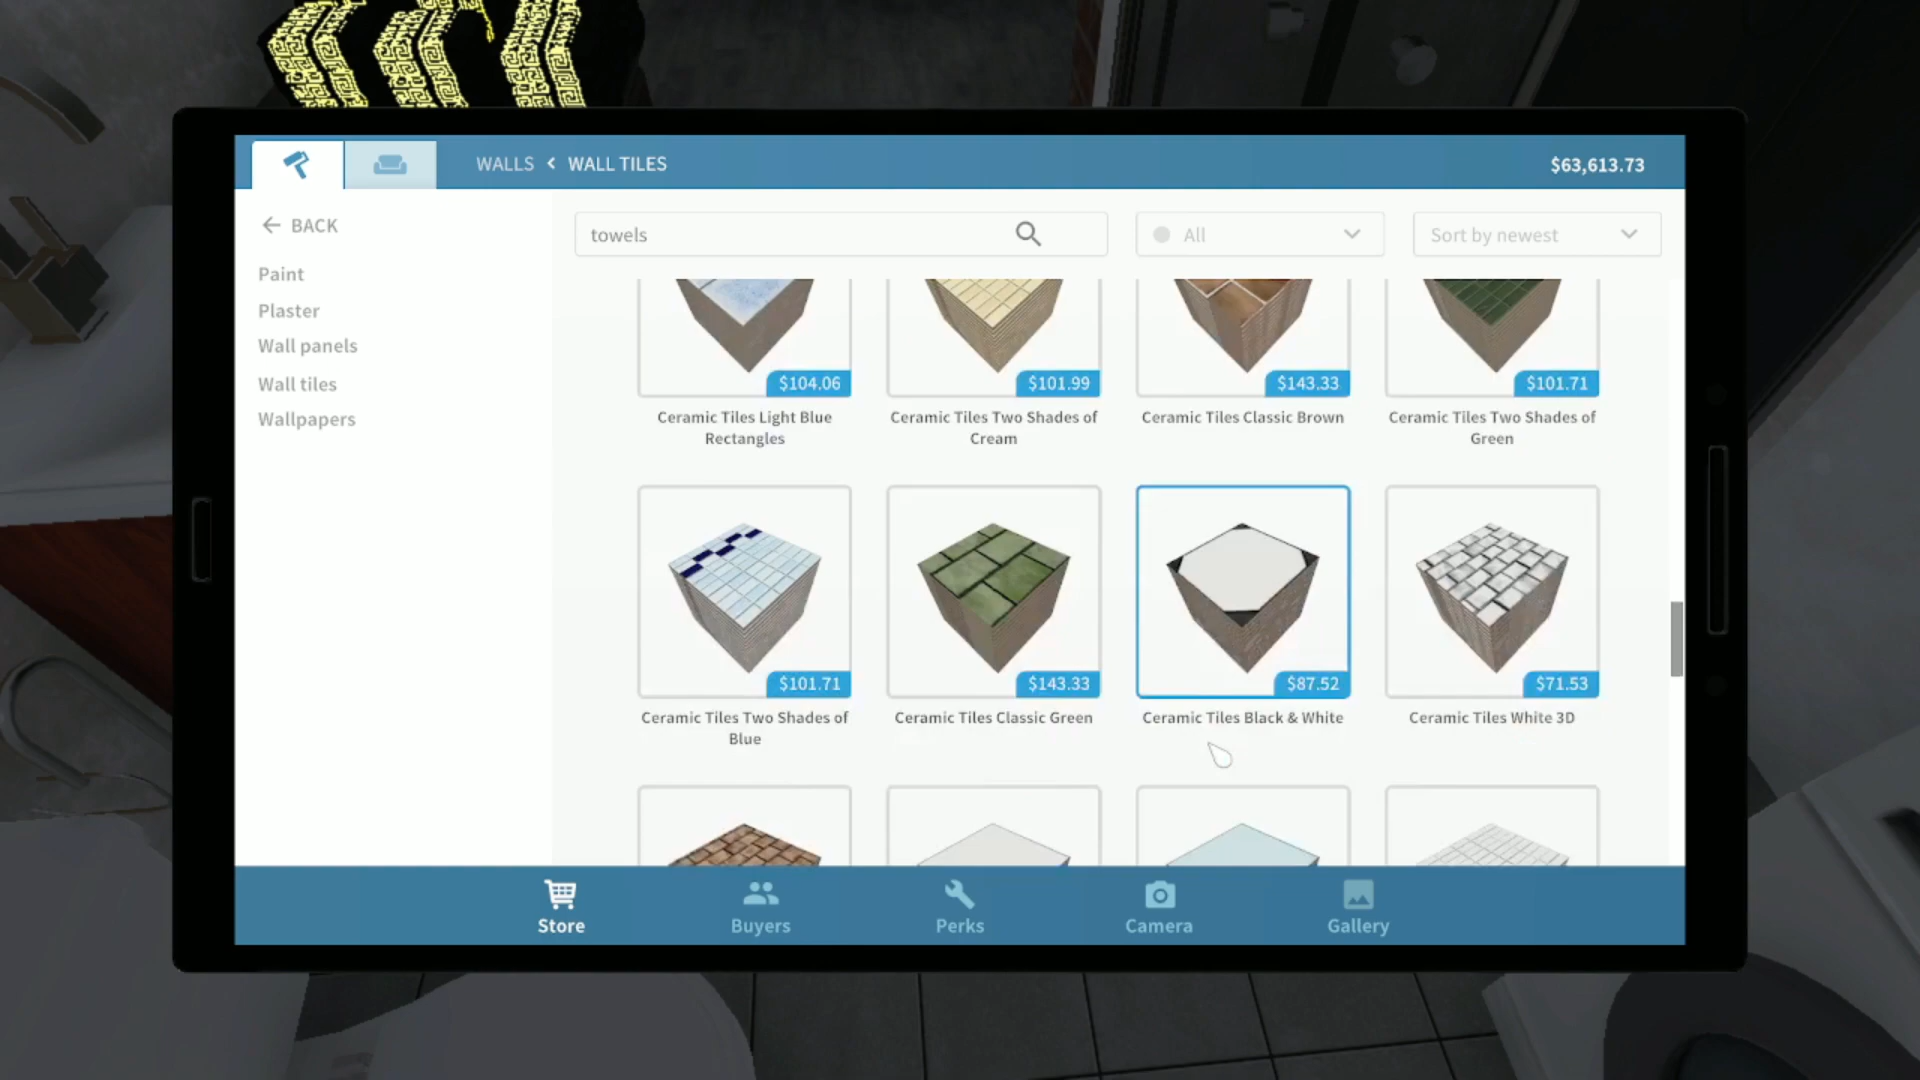 WALLS < WALL TILES
$63,613.73
BACK
Paint
Plaster
Wall panels
Wall tiles
Wallpapers
towels
All
Sort by newest
$104.06
$101.99
$143.33
$101.71
Ceramic Tiles Light Blue
Rectangles
Ceramic Tiles Two Shades of
Cream
Ceramic Tiles Classic Brown
Ceramic Tiles Two Shades of
Green
$101.71
$143.33
$87.52
$71.53
Ceramic Tiles Two Shades of
Blue
Ceramic Tiles Classic Green
Ceramic Tiles Black & White
Ceramic Tiles White 3D
Store
Buyers
Perks
Camera
Gallery